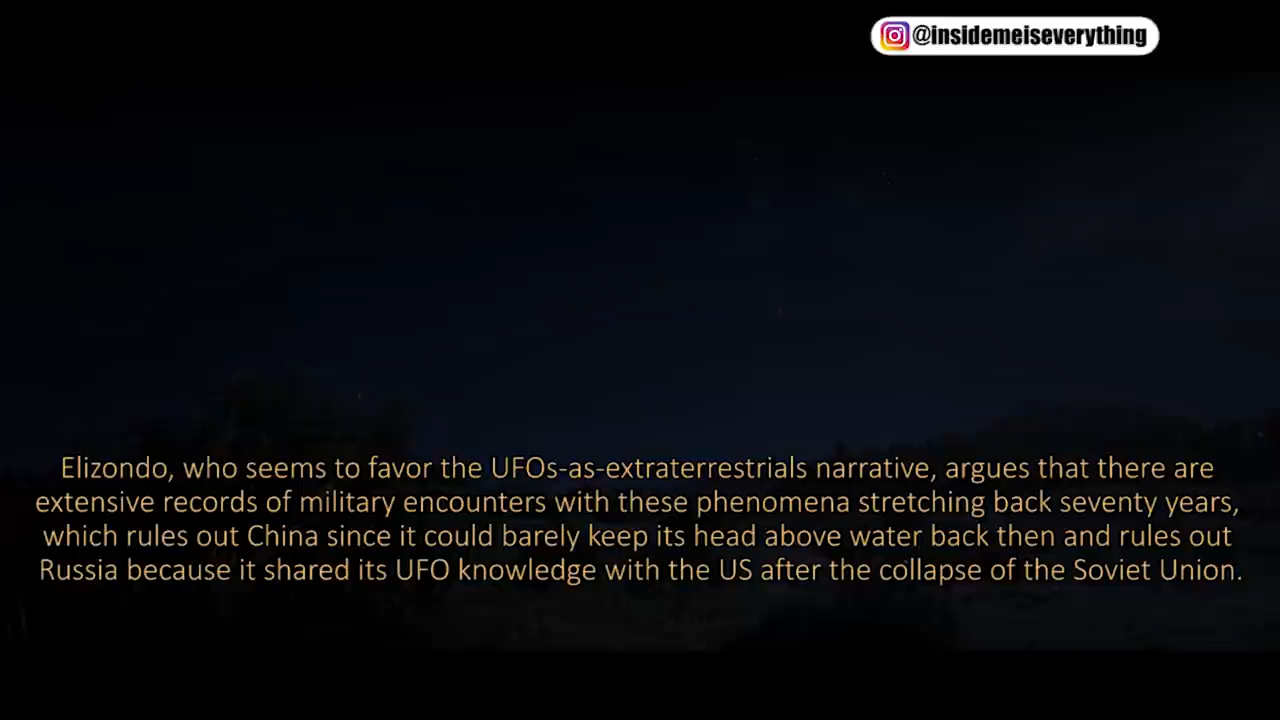 @insidemeiseverything
Elizondo, who seems to favor the UFOs-as-extraterrestrials narrative, argues that there are
extensive records of military encounters with these phenomena stretching back seventy years,
which rules out China since it could barely keep its head above water back then and rules out
Russia because it shared its UFO knowledge with the US after the collapse of the Soviet Union.